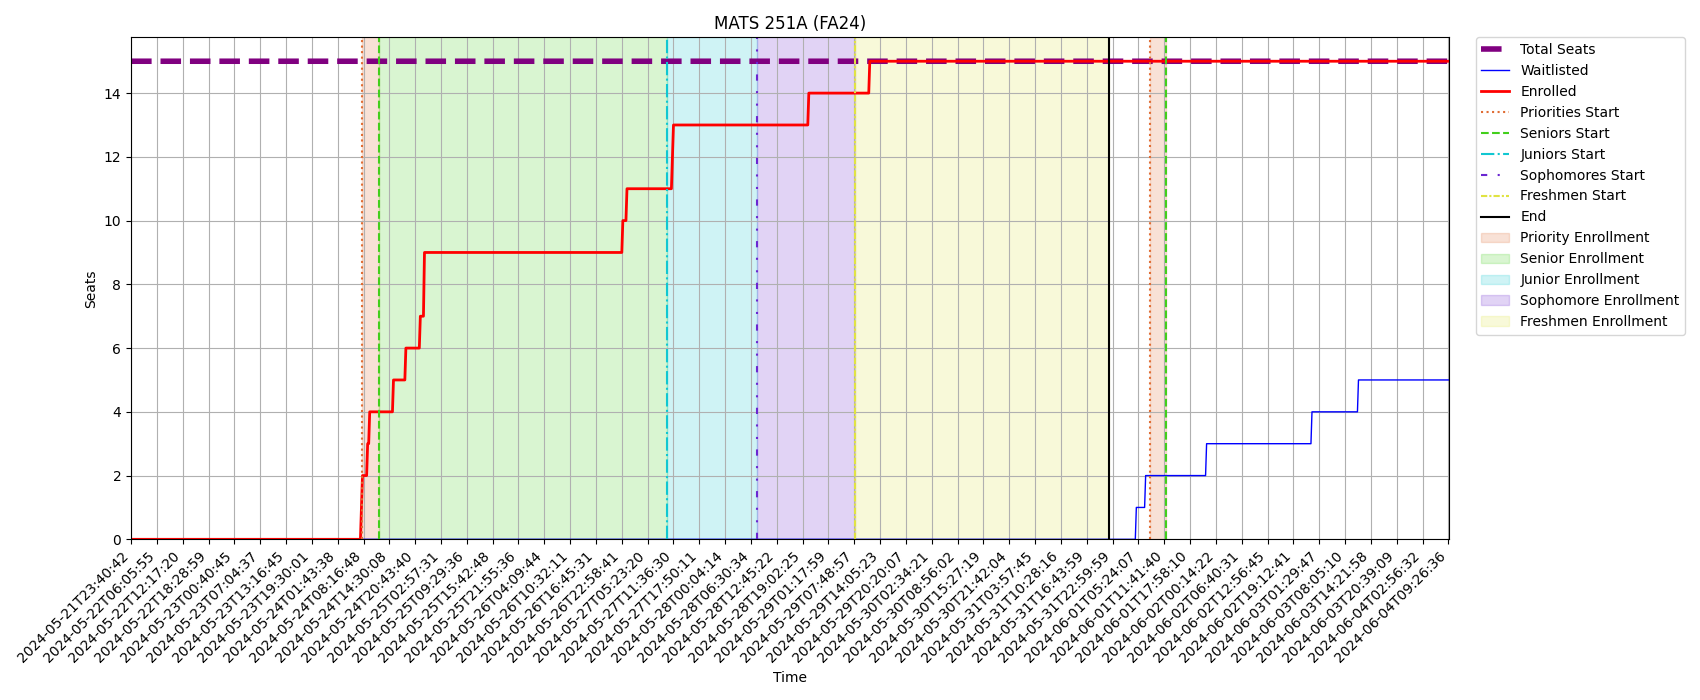 MATS 251A (FA24)
Total Seats
Waitlisted
Enrolled
Priorities Start
Seniors Start
Juniors Start
Sophomores Start
Freshmen Start
End
Priority Enrollment
Senior Enrollment
Junior Enrollment
Sophomore Enrollment
Freshmen Enrollment
Seats
14
12
10
8
6
4
2
0
2024-05-21T23:40:42
2024-05-22T06:05:55
2024-05-22T12:17:20
2024-05-22T18:28:59
2024-05-23T00:40:45
2024-05-23T07:04:37
2024-05-23T13:16:45
2024-05-23T19:30:01
2024-05-24T01:43:38
2024-05-24T08:16:48
2024-05-24T14:30:08
2024-05-24T20:43:40
2024-05-25T02:57:31
2024-05-25T09:29:36
2024-05-25T15:42:48
2024-05-25T21:55:36
2024-05-26T04:09:44
2024-05-26T10:32:11
2024-05-26T16:45:31
2024-05-26T22:58:41
2024-05-27T05:23:20
2024-05-27T11:36:30
2024-05-27T17:50:11
2024-05-28T00:04:14
2024-05-28T06:30:34
2024-05-28T12:45:22
2024-05-28T19:02:25
2024-05-29T01:17:59
2024-05-29T07:48:57
2024-05-29T14:05:23
2024-05-29T20:20:07
2024-05-30T02:34:21
2024-05-30T08:56:02
2024-05-30T15:27:19
2024-05-30T21:42:04
2024-05-31T03:57:45
2024-05-31T10:28:16
2024-05-31T16:43:59
2024-05-31T22:59:59
2024-06-01T05:24:07
2024-06-01T11:41:40
2024-06-01T17:58:10
2024-06-02T00:14:22
2024-06-02T06:40:31
2024-06-02T12:56:45
2024-06-02T19:12:41
2024-06-03T01:29:47
2024-06-03T08:05:10
2024-06-03T14:21:58
2024-06-03T20:39:09
2024-06-04T02:56:32
2024-06-04T09:26:36
Time